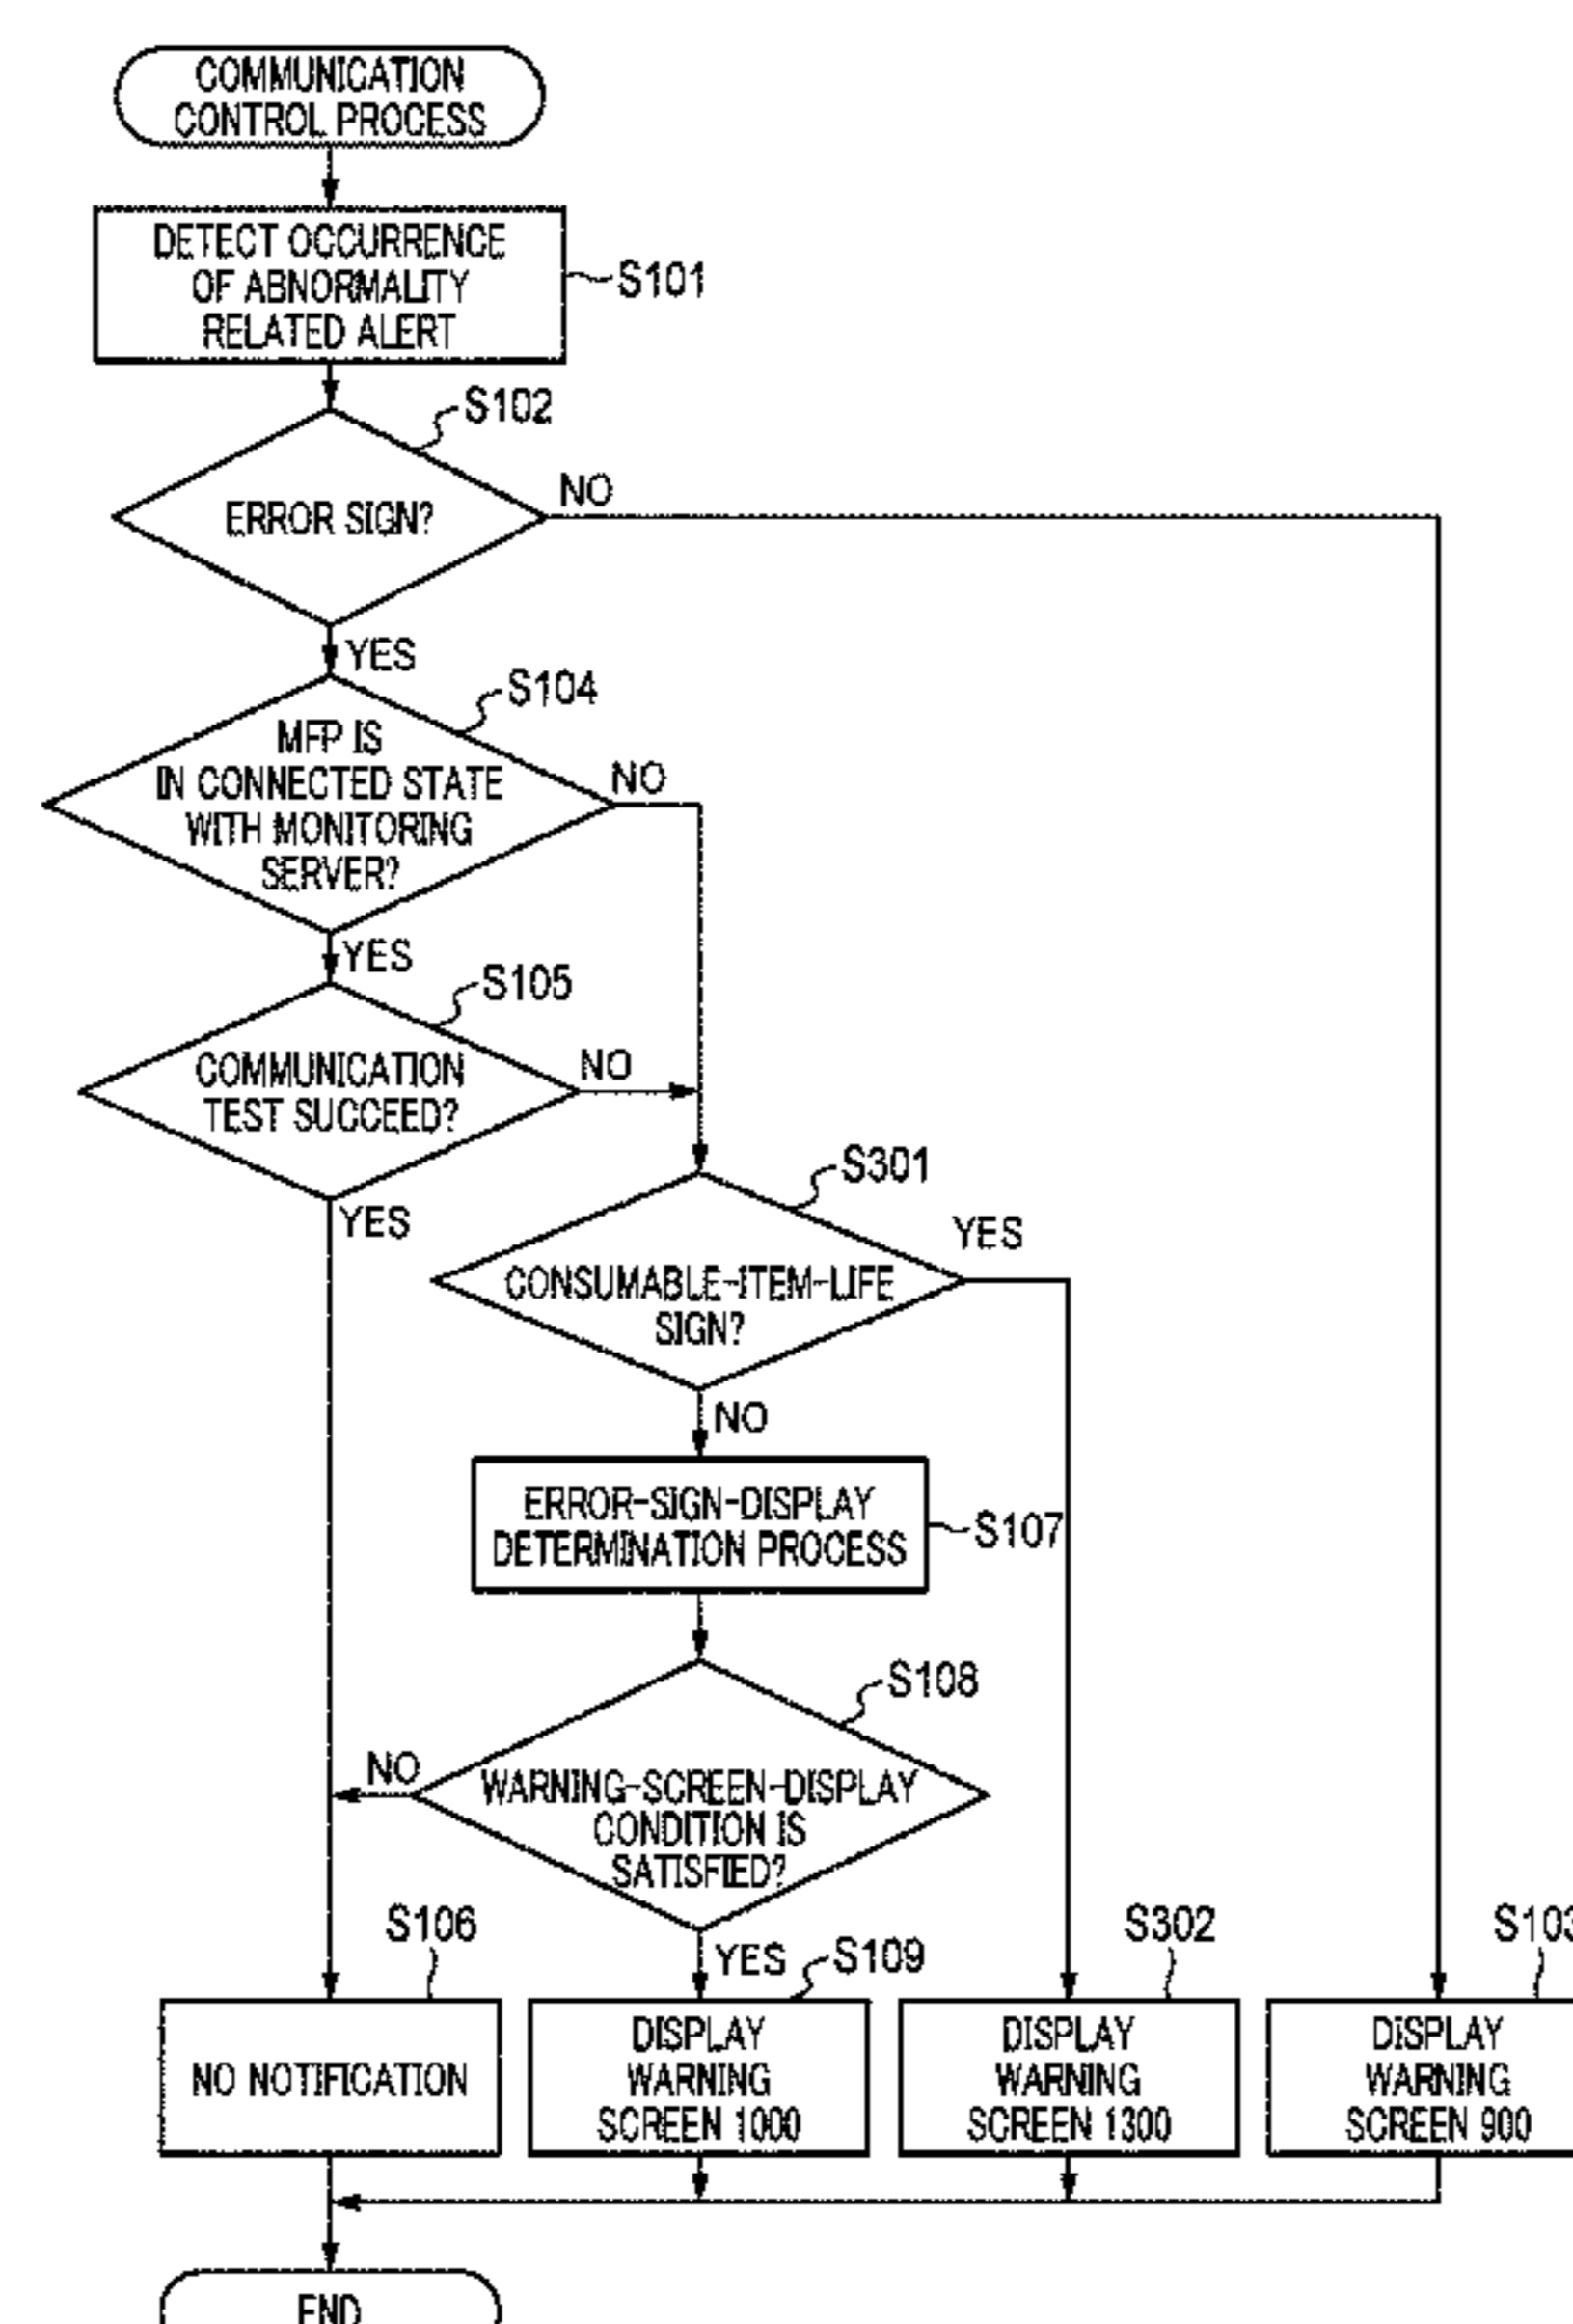 COMMUNICATION
CONTROL PROCESS
DETECT OCCURRENCE
OF ABNORMALITY
RELATED ALERT
S101
S102
ERROR SIGN?
NO
YES
S104
MFP IS
IN CONNECTED STATE
WITH MONITORING
SERVER?
NO
YES
S105
COMMUNICATION
TEST SUCCEED?
NO
YES
S301
CONSUMABLE-ITEM-LIFE
SIGN?
YES
NO
ERROR-SIGN-DISPLAY
DETERMINATION PROCESS
S107
S108
WARNING-SCREEN-DISPLAY
CONDITION IS
SATISFIED?
NO
YES
S106
NO NOTIFICATION
S109
DISPLAY
WARNING
SCREEN 1000
S302
DISPLAY
WARNING
SCREEN 1300
S103
DISPLAY
WARNING
SCREEN 900
END